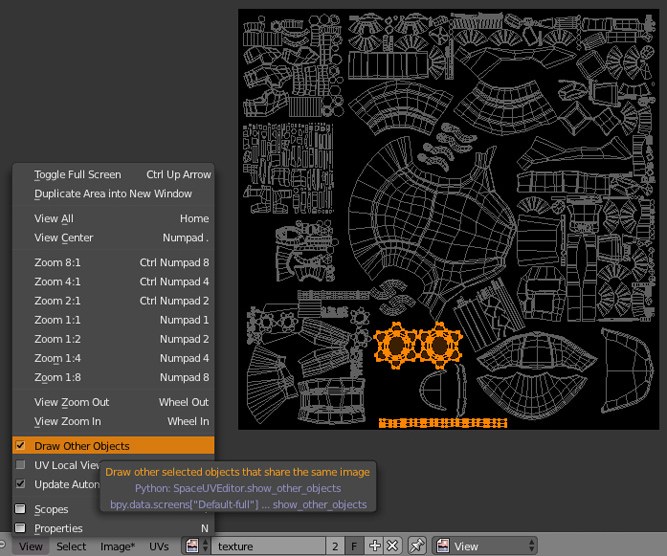 Toggle Full Screen Ctrl Up Arrow
Duplicate Area into New Window
View All Home
View Center Numpad .
Zoom 8:1 Ctrl Numpad 8
Zoom 4:1 Ctrl Numpad 4
Zoom 2:1 Ctrl Numpad 2
Zoom 1:1 Numpad 1
Zoom 1:2 Numpad 2
Zoom 1:4 Numpad 4
Zoom 1:8 Numpad 8
View Zoom Out Wheel Out
View Zoom In Wheel In
Draw Other Objects
UV Local View
Draw other selected objects that share the same image
Update Autom
Python: SpaceUVEditor.show_other_objects
bpy.data.screens["Default-full"] ... show_other_objects
Scopes
Properties N
View Select Image* UVs texture 2 F View